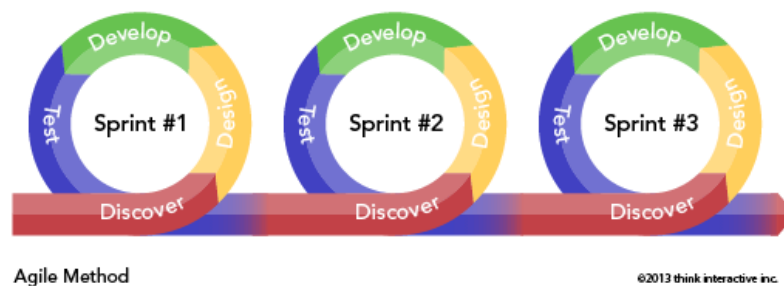 Develop
Test
Sprint #1
Design
Discover
Develop
Test
Sprint #2
Design
Discover
Develop
Test
Sprint #3
Design
Discover
Agile Method
©2013 think interactive inc.